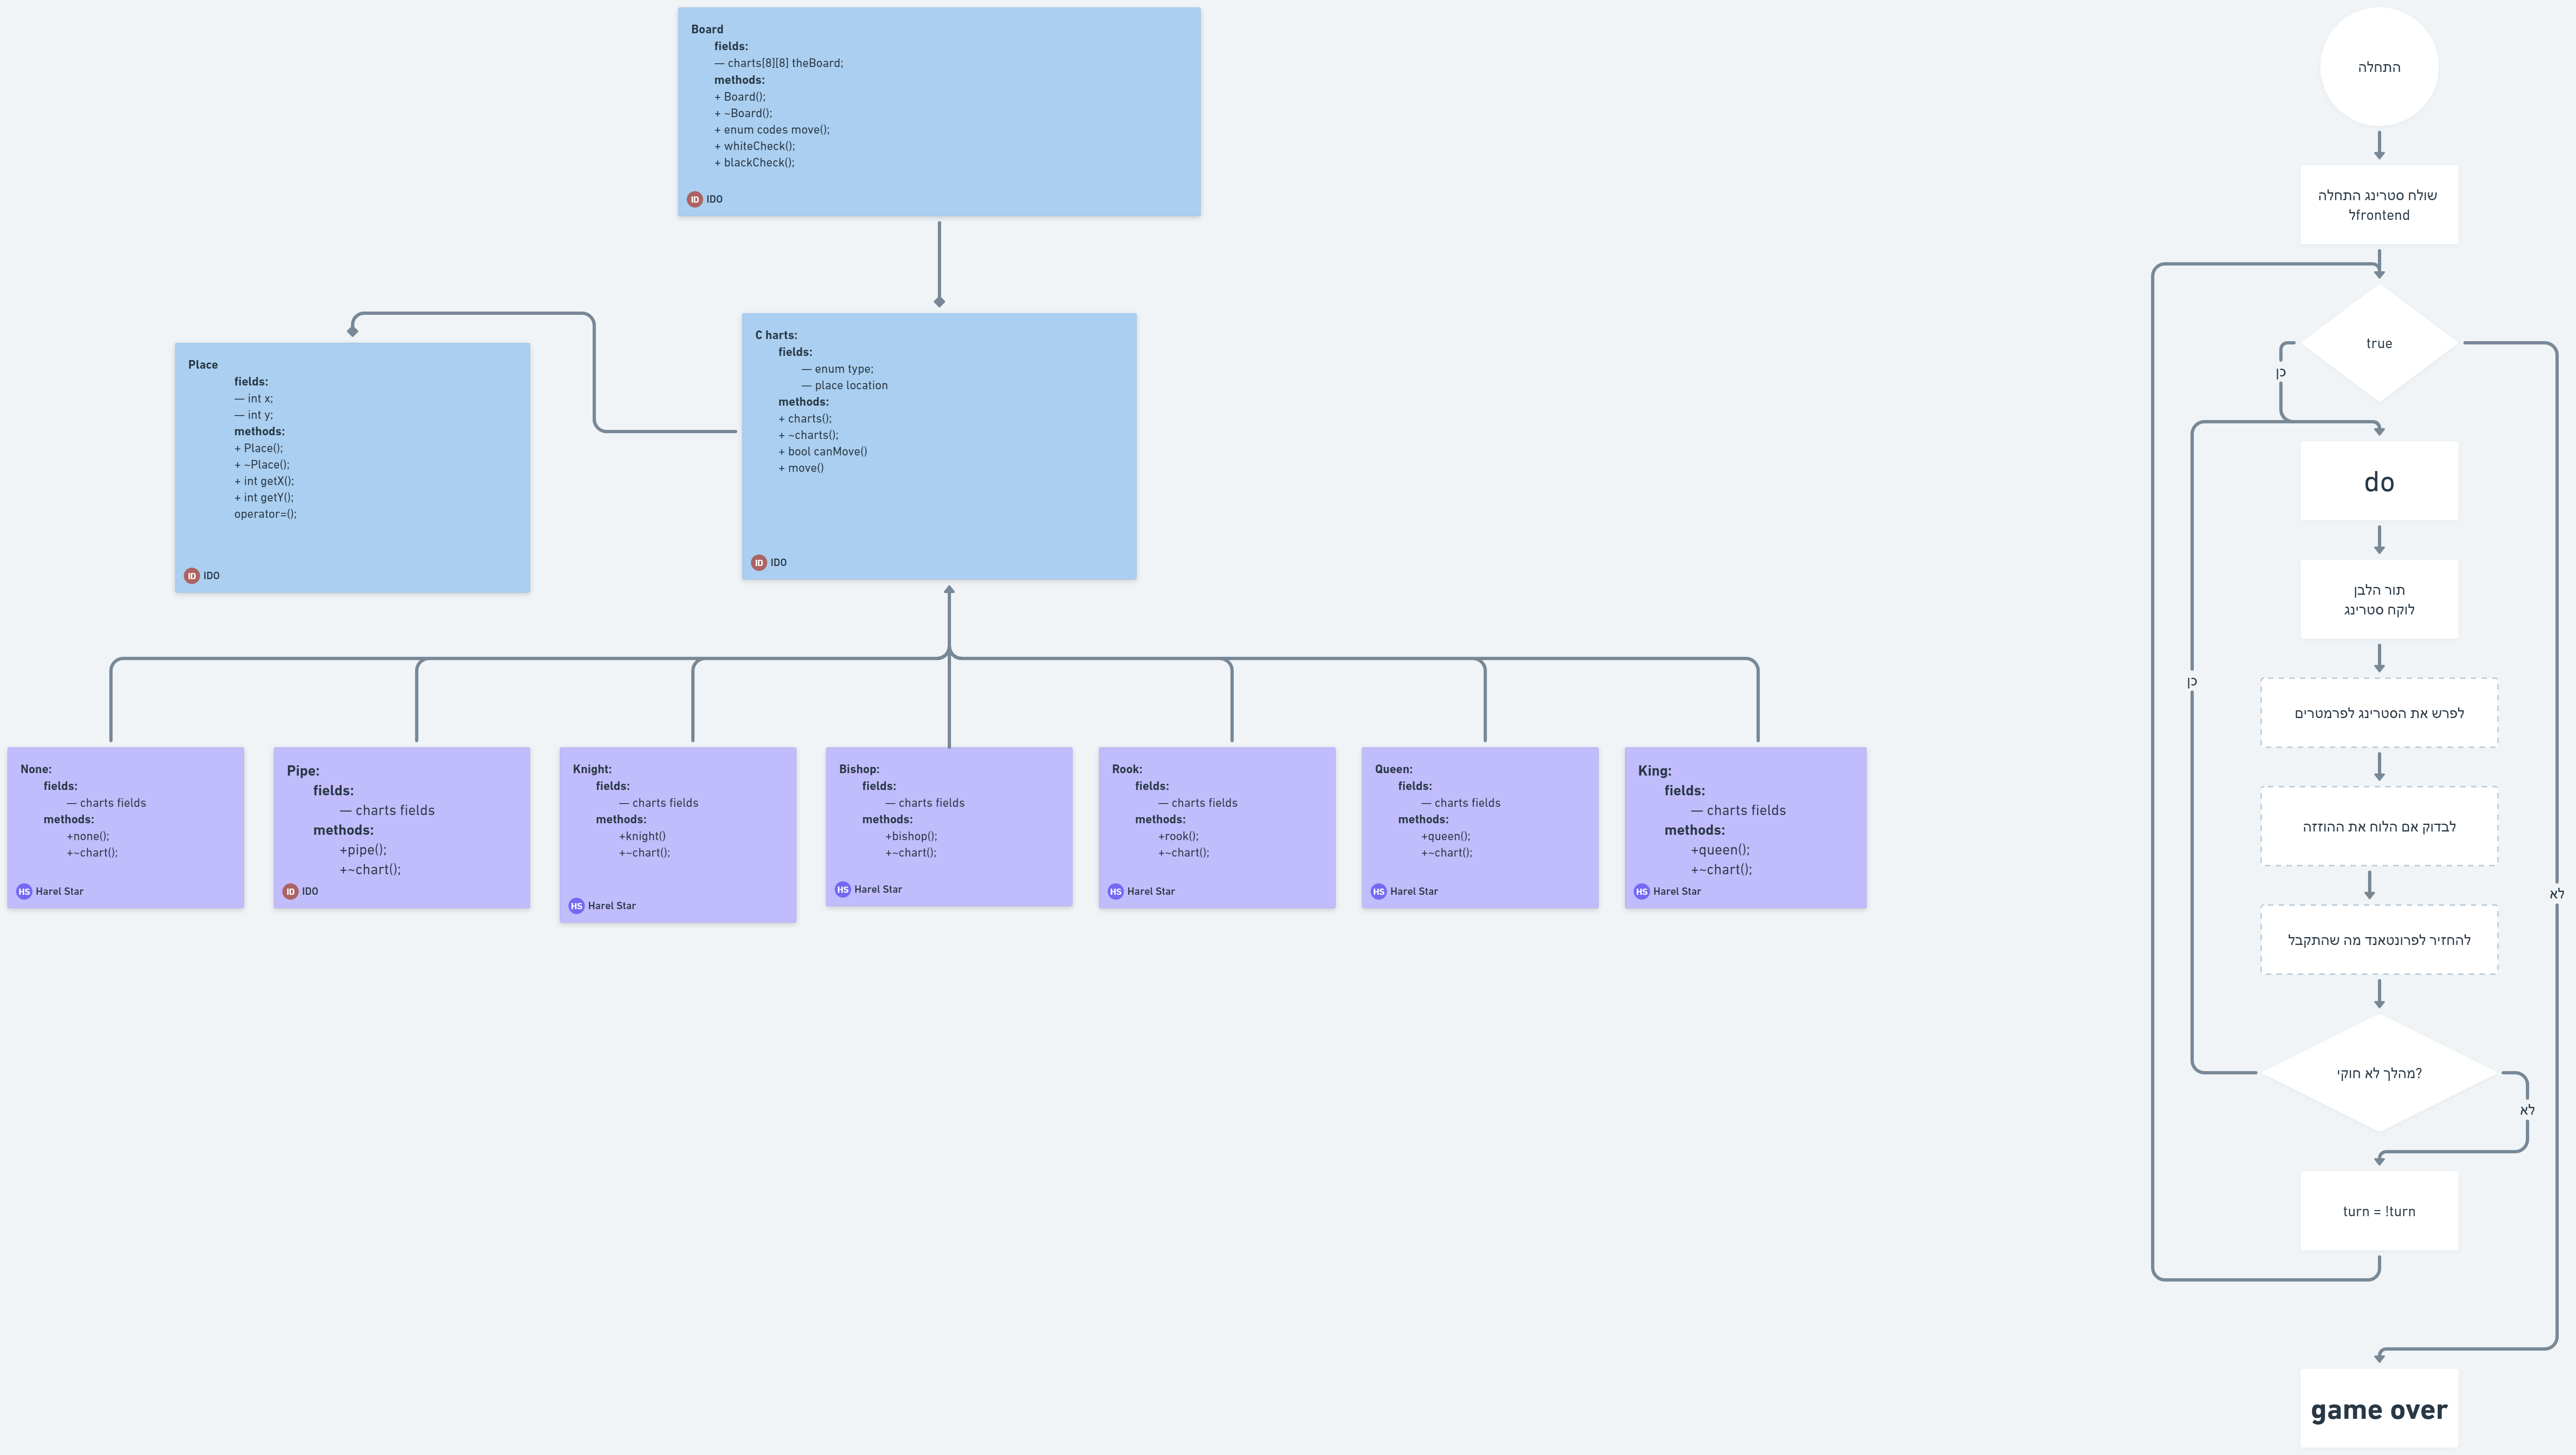 Board
fields:
— charts[8][8] theBoard;
methods:
+ Board();
+ ~Board();
+ enum codes move();
+ whiteCheck();
+ blackCheck();
ID IDO
Place
fields:
— int x;
— int y;
methods:
+ Place();
+ ~Place();
+ int getX();
+ int getY();
operator=();
ID IDO
C harts:
fields:
— enum type;
— place location
methods:
+ charts();
+ ~charts();
+ bool canMove()
+ move()
ID IDO
None:
fields:
— charts fields
methods:
+none();
+~chart();
HS Harel Star
Pipe:
fields:
— charts fields
methods:
+pipe();
+~chart();
ID IDO
Knight:
fields:
— charts fields
methods:
+knight()
+~chart();
HS Harel Star
Bishop:
fields:
— charts fields
methods:
+bishop();
+~chart();
HS Harel Star
Rook:
fields:
— charts fields
methods:
+rook();
+~chart();
HS Harel Star
Queen:
fields:
— charts fields
methods:
+queen();
+~chart();
HS Harel Star
King:
fields:
— charts fields
methods:
+queen();
+~chart();
HS Harel Star
התחלה
שולח סטרינג התחלה
לfrontend
true
כן
do
תור הלבן
לוקח סטרינג
כן
לפרש את הסטרינג לפרמטרים
לבדוק אם הלוח את ההוזזה
לא
להחזיר לפרונטאנד מה שהתקבל
מהלך לא חוקי?
לא
turn = !turn
game over